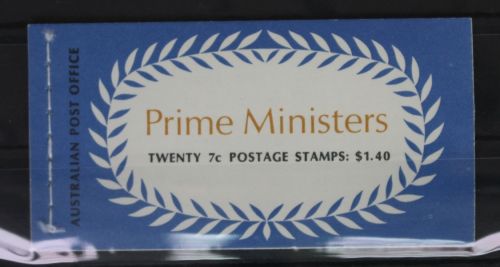 AUSTRALIAN POST OFFICE
Prime Ministers
TWENTY 7c POSTAGE STAMPS: $1.40